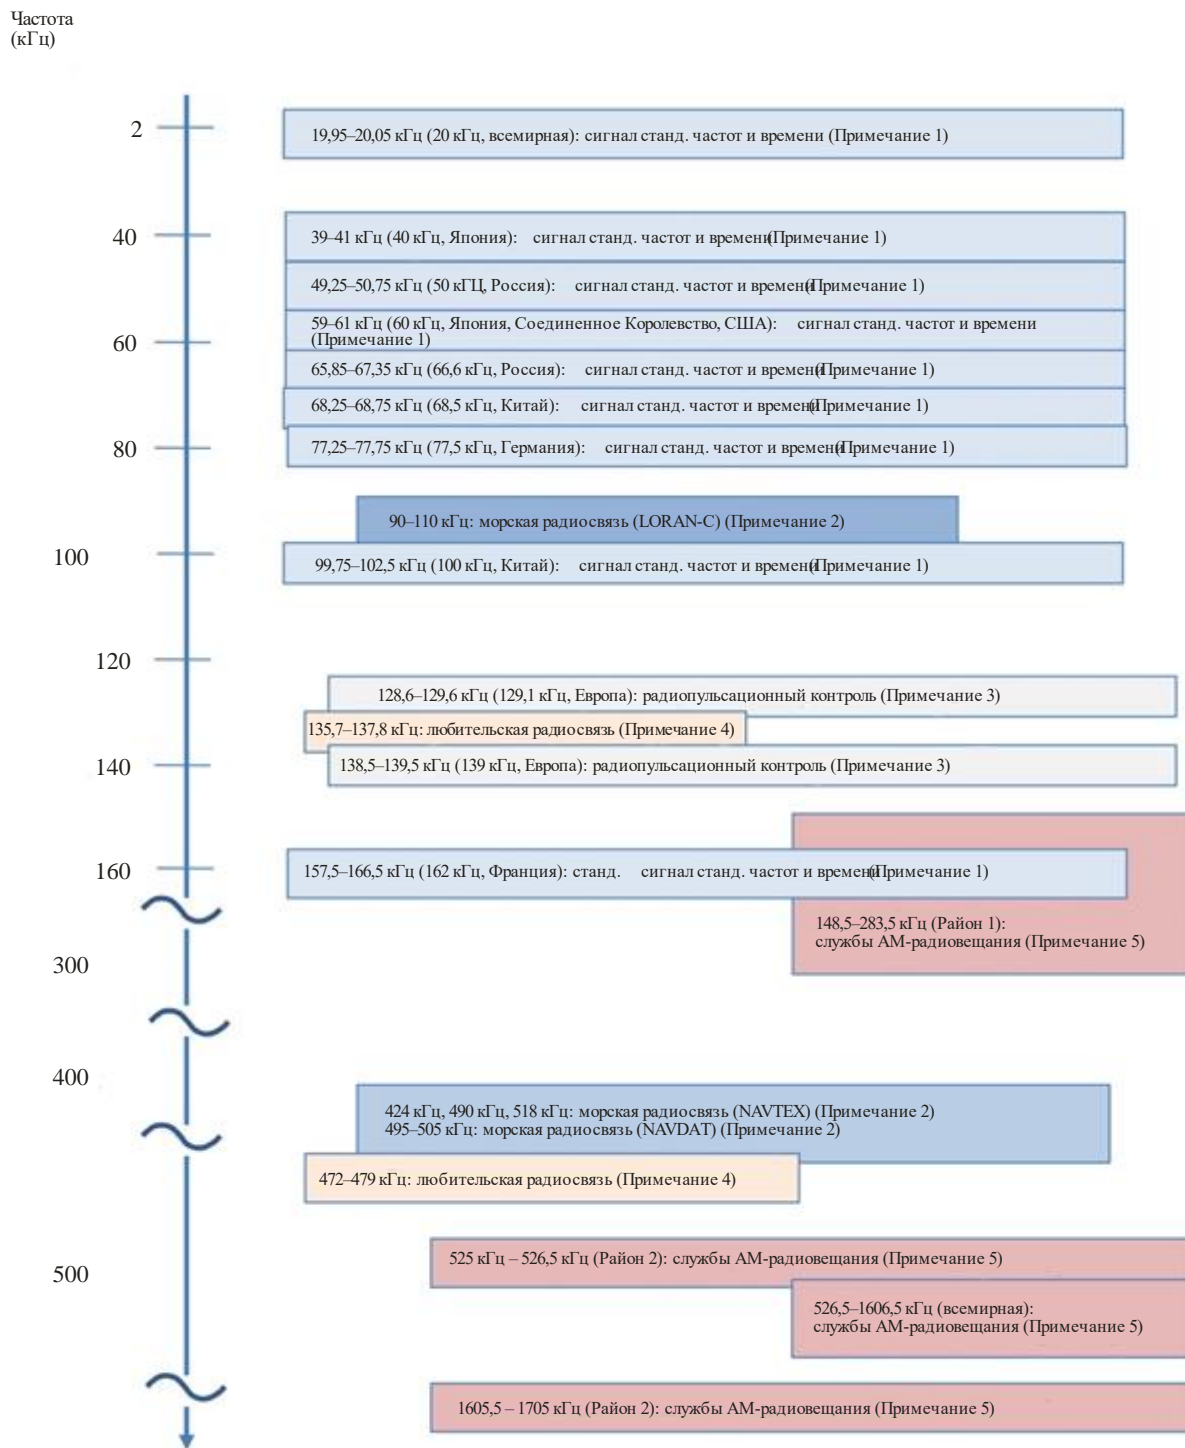 Частота
(кГц)
2
19,95–20,05 кГц (20 кГц, всемирная): сигнал станд. частот и времени (Примечание 1)
40
39–41 кГц (40 кГц, Япония): сигнал станд. частот и времени(Примечание 1)
49,25–50,75 кГц (50 кГЦ, Россия): сигнал станд. частот и времени(Примечание 1)
59–61 кГц (60 кГц, Япония, Соединенное Королевство, США): сигнал станд. частот и времени
(Примечание 1)
60
65,85–67,35 кГц (66,6 кГц, Россия): сигнал станд. частот и времени(Примечание 1)
68,25–68,75 кГц (68,5 кГц, Китай): сигнал станд. частот и времени(Примечание 1)
80
77,25–77,75 кГц (77,5 кГц, Германия): сигнал станд. частот и времени(Примечание 1)
90–110 кГц: морская радиосвязь (LORAN-C) (Примечание 2)
100
99,75–102,5 кГц (100 кГц, Китай): сигнал станд. частот и времени(Примечание 1)
120
128,6–129,6 кГц (129,1 кГц, Европа): радиопульсационный контроль (Примечание 3)
135,7–137,8 кГц: любительская радиосвязь (Примечание 4)
140
138,5–139,5 кГц (139 кГц, Европа): радиопульсационный контроль (Примечание 3)
160
157,5–166,5 кГц (162 кГц, Франция): станд. сигнал станд. частот и времени(Примечание 1)
148,5–283,5 кГц (Район 1):
службы АМ-радиовещания (Примечание 5)
300
400
424 кГц, 490 кГц, 518 кГц: морская радиосвязь (NAVTEX) (Примечание 2)
495–505 кГц: морская радиосвязь (NAVDAT) (Примечание 2)
472–479 кГц: любительская радиосвязь (Примечание 4)
500
525 кГц – 526,5 кГц (Район 2): службы АМ-радиовещания (Примечание 5)
526,5–1606,5 кГц (всемирная):
службы АМ-радиовещания (Примечание 5)
1605,5 – 1705 кГц (Район 2): службы АМ-радиовещания (Примечание 5)